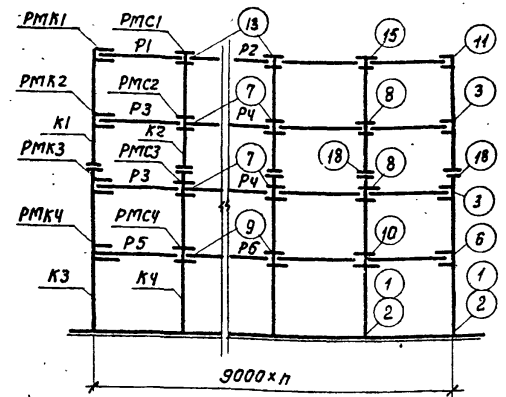 РМК1 РМС1 13 15 11
Р1 Р2
РМК2 РМС2 7 8 3
Р3 Р4
К1 К2
РМК3 РМС3 7 18 8 18
Р3 Р4 3
РМК4 РМС4 9 10 6
Р5 Р6
К3 К4 1 1
2 2
9000×n